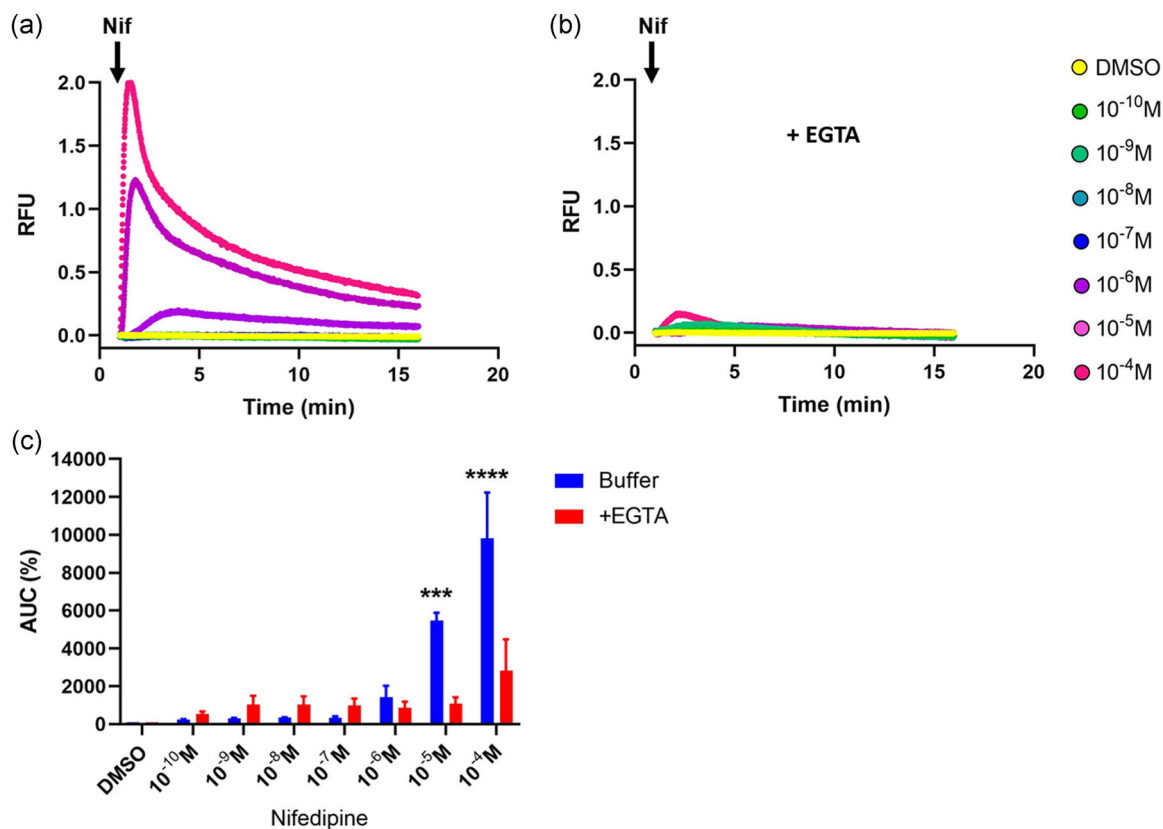 (a)
Nif
2.0
1.5
1.0
0.5
0.0
RFU
0 5 10 15 20
Time (min)
(b)
Nif
2.0
1.5
1.0
0.5
0.0
RFU
+ EGTA
0 5 10 15 20
Time (min)
DMSO
10⁻¹⁰M
10⁻⁹M
10⁻⁸M
10⁻⁷M
10⁻⁶M
10⁻⁵M
10⁻⁴M
(c)
14000
12000
10000
8000
6000
4000
2000
0
AUC (%)
***
****
DMSO
10⁻¹⁰M
10⁻⁹M
10⁻⁸M
10⁻⁷M
10⁻⁶M
10⁻⁵M
10⁻⁴M
Nifedipine
Buffer
+EGTA